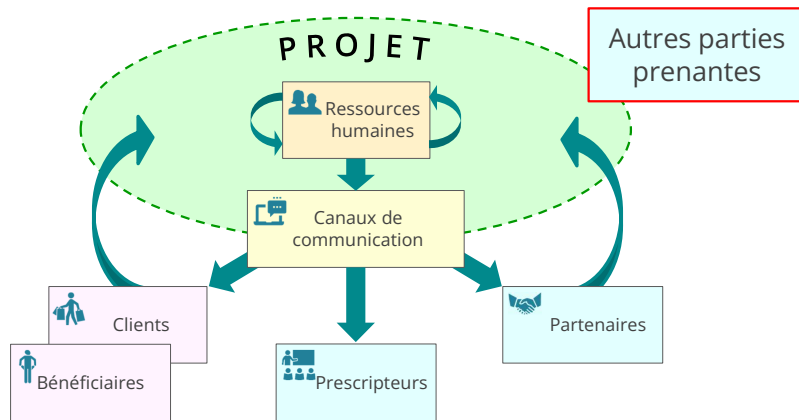 PROJET
Autres parties
prenantes
Ressources
humaines
Canaux de
communication
Clients
Partenaires
Bénéficiaires
Prescripteurs